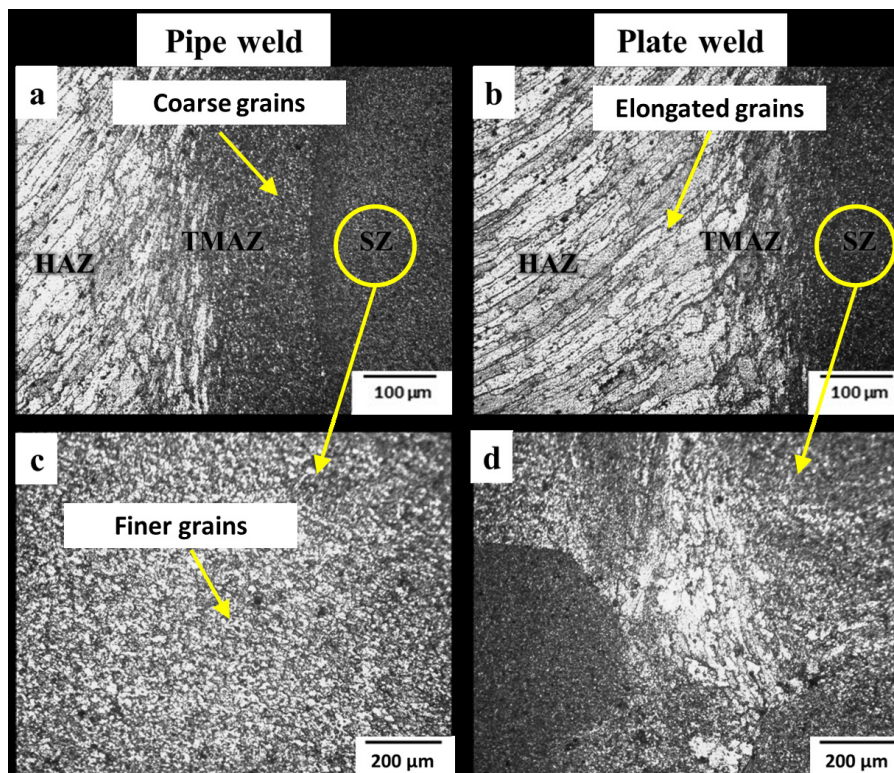 Pipe weld
Plate weld
a
Coarse grains
HAZ
TMAZ
SZ
100 µm
b
Elongated grains
HAZ
TMAZ
SZ
100 µm
c
Finer grains
200 µm
d
200 µm